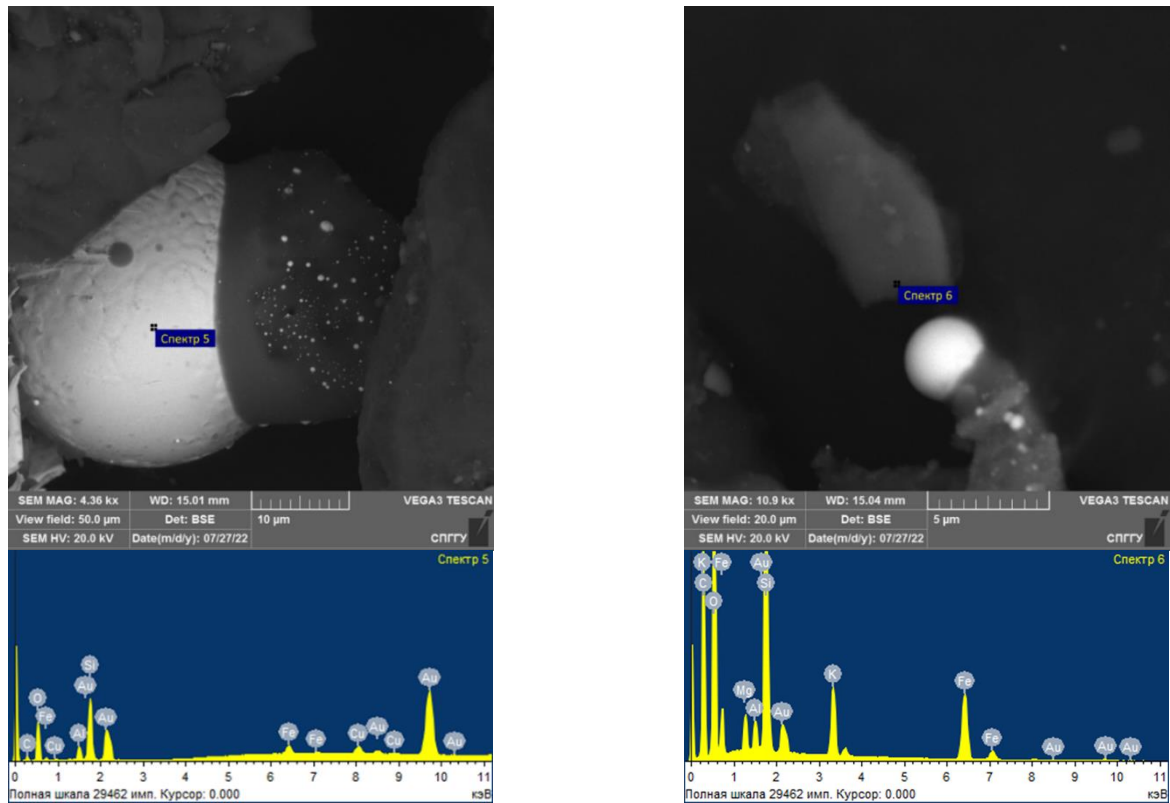 Спектр 5
SEM MAG: 4.36 kx WD: 15.01 mm VEGA3 TESCAN
View field: 50.0 µm Det: BSE 10 µm
SEM HV: 20.0 kV Date(m/d/y): 07/27/22 СПГГУ
Спектр 5
Si
Au
O
Au
Au
Fe
Al
Fe
Fe
Cu
Au
C
Cu
Cu
Au
0 1 2 3 4 5 6 7 8 9 10 11
Полная шкала 29462 имп. Курсор: 0.000 кэВ
Спектр 6
SEM MAG: 10.9 kx WD: 15.04 mm VEGA3 TESCAN
View field: 20.0 µm Det: BSE 5 µm
SEM HV: 20.0 kV Date(m/d/y): 07/27/22 СПГГУ
Спектр 6
K Fe Au
C Si
O
K
Fe
Mg
Al
Au
Fe
Au
Au
Au
0 1 2 3 4 5 6 7 8 9 10 11
Полная шкала 29462 имп. Курсор: 0.000 кэВ